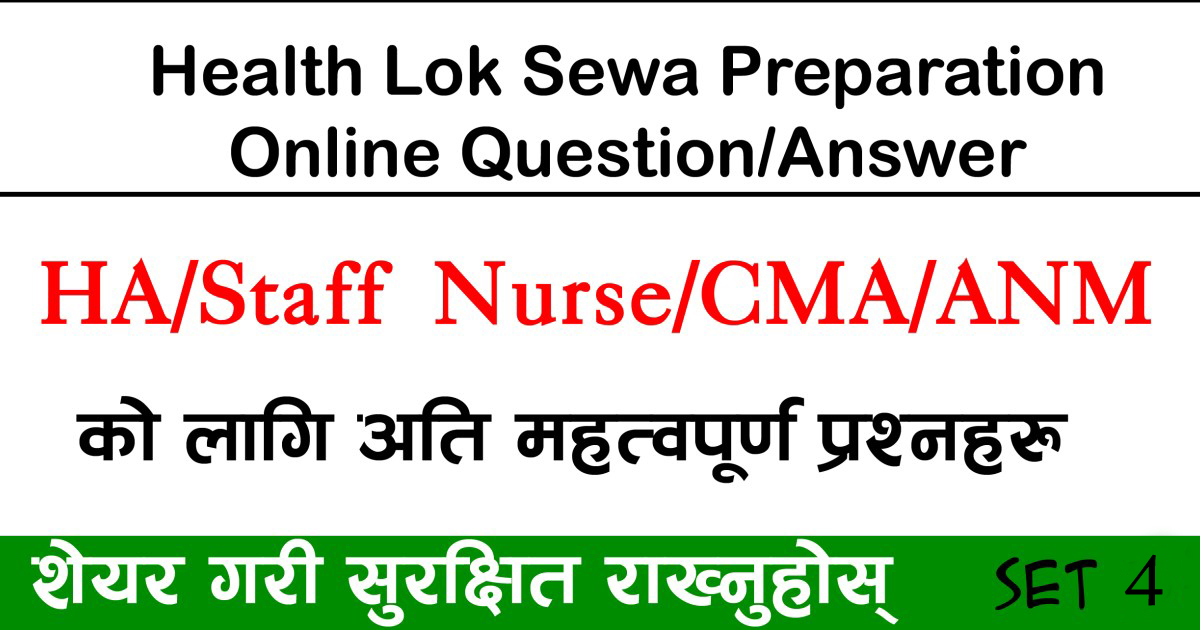 Health Lok Sewa Preparation
Online Question/Answer
HA/Staff Nurse/CMA/ANM
को लागि अति महत्वपूर्ण प्रश्नहरू
शेयर गरी सुरक्षित राख्नुहोस्
SET 4